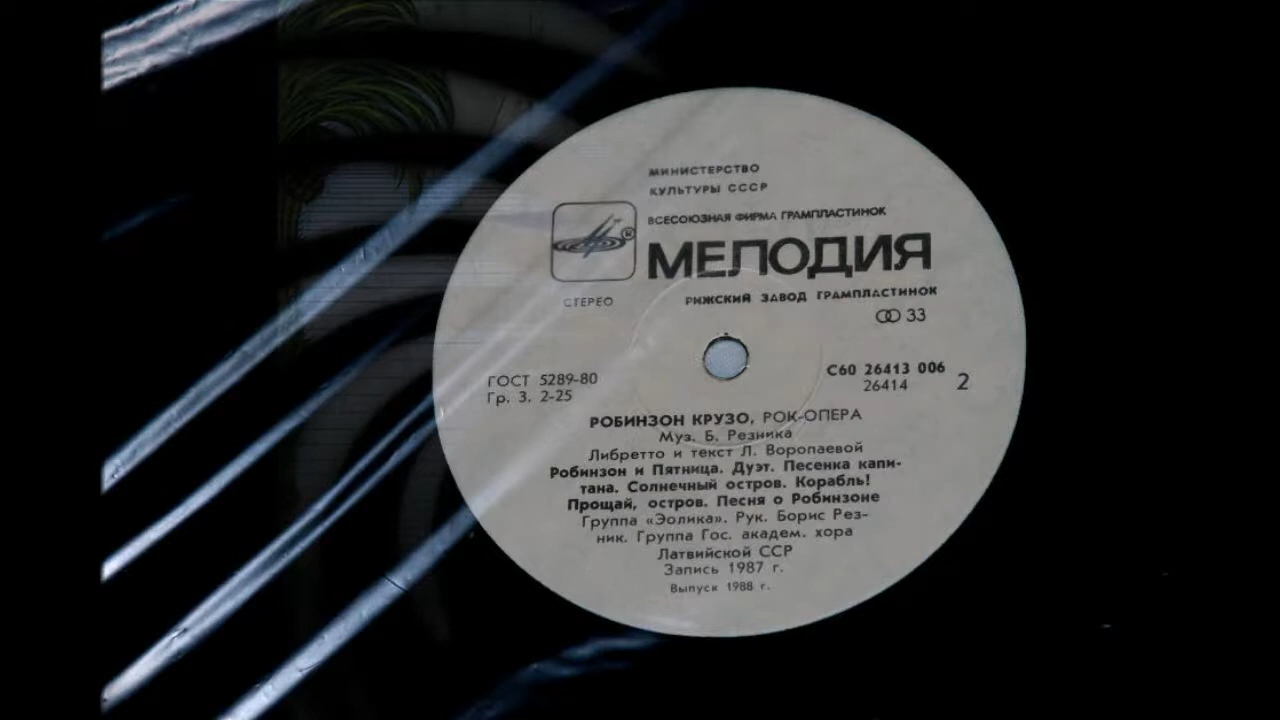 МИНИСТЕРСТВО
КУЛЬТУРЫ СССР
ВСЕСОЮЗНАЯ ФИРМА ГРАМПЛАСТИНОК
®
МЕЛОДИЯ
СТЕРЕО
РИЖСКИЙ ЗАВОД ГРАМПЛАСТИНОК
33
ГОСТ 5289-80
Гр. 3. 2-25
С60 26413 006
26414
2
РОБИНЗОН КРУЗО, РОК-ОПЕРА
Муз. Б. Резника
Либретто и текст Л. Воропаевой
Робинзон и Пятница. Дуэт. Песенка капи-
тана. Солнечный остров. Корабль!
Прощай, остров. Песня о Робинзоне
Группа «Эолика». Рук. Борис Рез-
ник. Группа Гос. академ. хора
Латвийской ССР
Запись 1987 г.
Выпуск 1988 г.